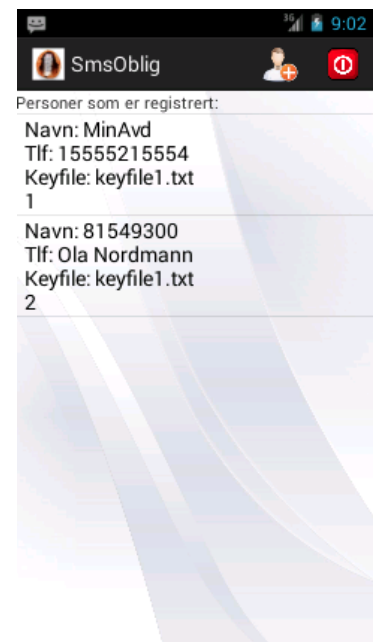 36
9:02
SmsOblig
Personer som er registrert:
Navn: MinAvd
Tlf: 15555215554
Keyfile: keyfile1.txt
1
Navn: 81549300
Tlf: Ola Nordmann
Keyfile: keyfile1.txt
2